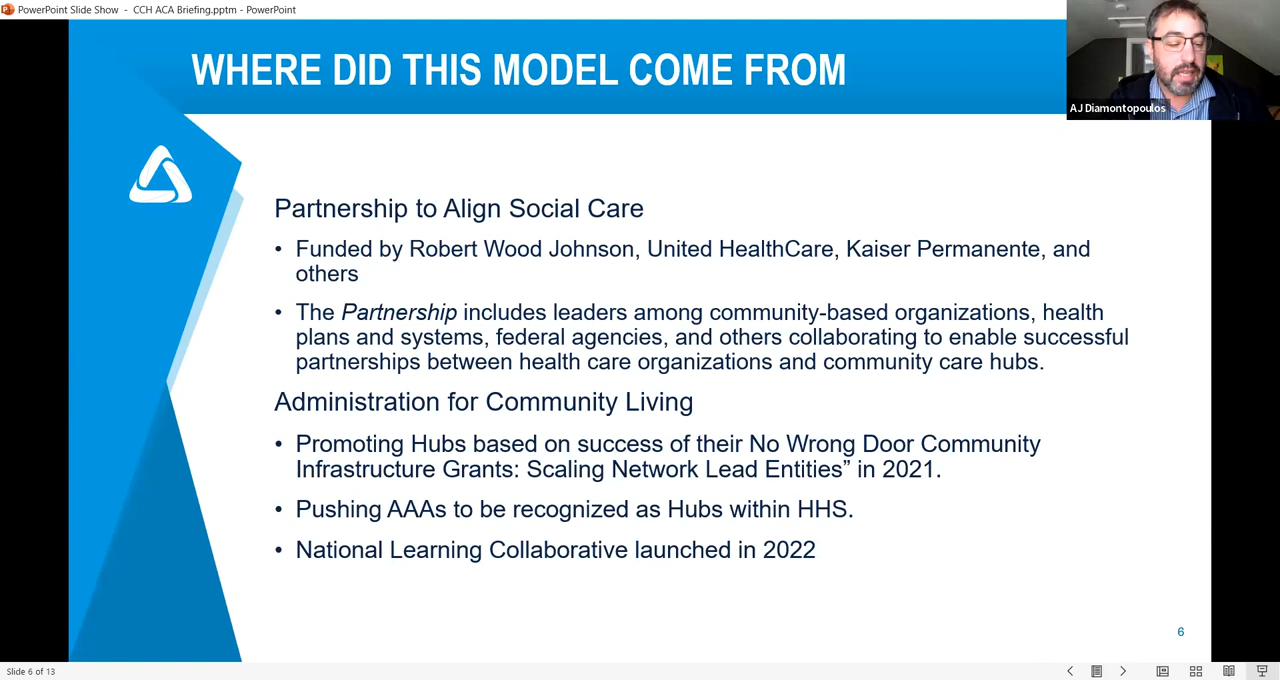 PowerPoint Slide Show - CCH ACA Briefing.pptm - PowerPoint
WHERE DID THIS MODEL COME FROM
AJ Diamontopoulos
Partnership to Align Social Care
• Funded by Robert Wood Johnson, United HealthCare, Kaiser Permanente, and
others
• The Partnership includes leaders among community-based organizations, health
plans and systems, federal agencies, and others collaborating to enable successful
partnerships between health care organizations and community care hubs.
Administration for Community Living
• Promoting Hubs based on success of their No Wrong Door Community
Infrastructure Grants: Scaling Network Lead Entities” in 2021.
• Pushing AAAs to be recognized as Hubs within HHS.
• National Learning Collaborative launched in 2022
6
Slide 6 of 13